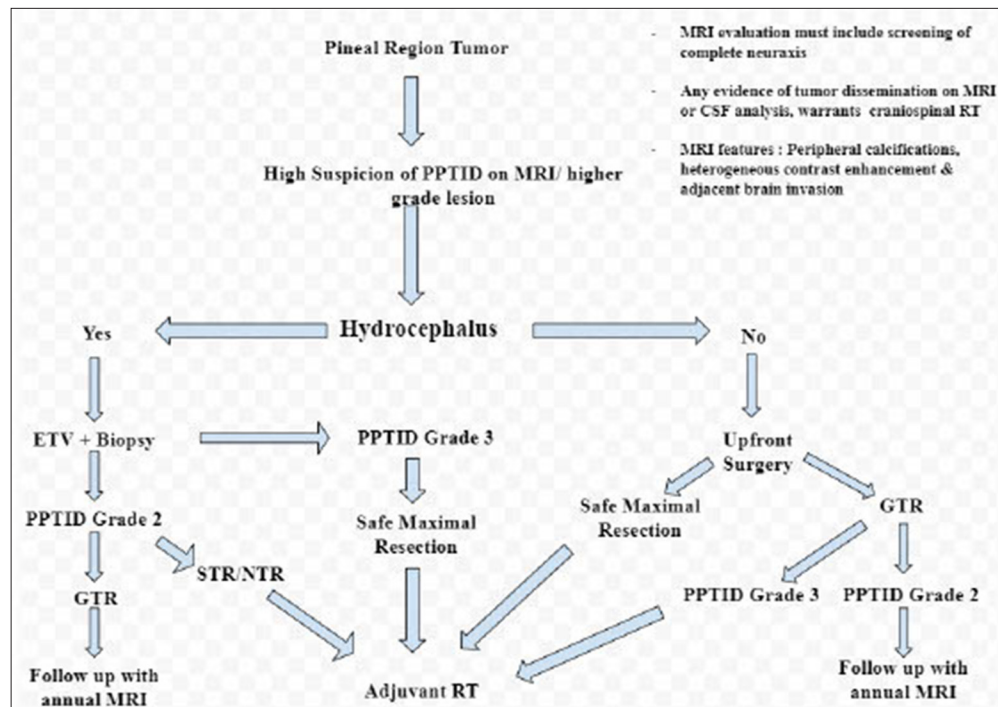 Pineal Region Tumor
- MRI evaluation must include screening of
complete neuraxis
- Any evidence of tumor dissemination on MRI
or CSF analysis, warrants craniospinal RT
- MRI features : Peripheral calcifications,
heterogeneous contrast enhancement &
adjacent brain invasion
High Suspicion of PPTID on MRI/ higher
grade lesion
Hydrocephalus
Yes
No
ETV + Biopsy
PPTID Grade 3
Upfront
Surgery
PPTID Grade 2
Safe Maximal
Resection
Safe Maximal
Resection
GTR
STR/NTR
GTR
PPTID Grade 3
PPTID Grade 2
Follow up with
annual MRI
Adjuvant RT
Follow up with
annual MRI